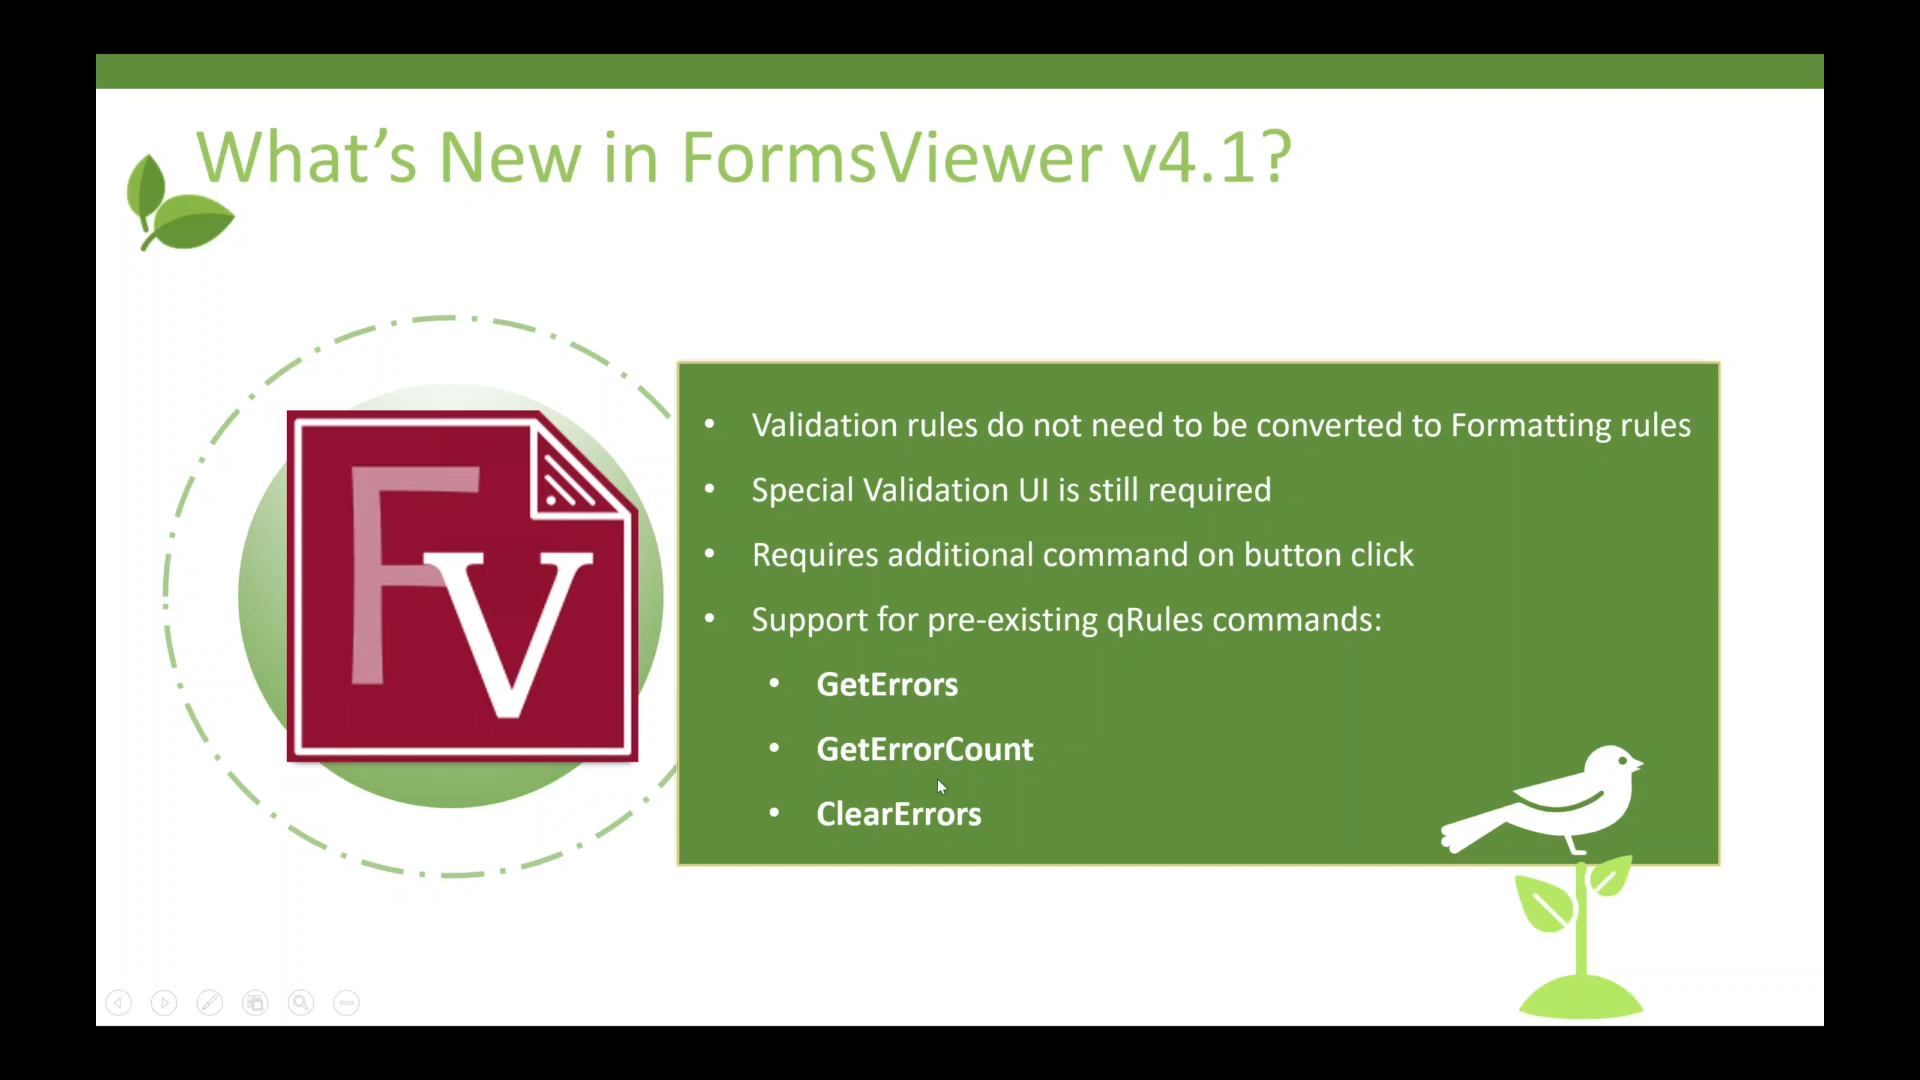 What’s New in FormsViewer v4.1?
FV
• Validation rules do not need to be converted to Formatting rules
• Special Validation UI is still required
• Requires additional command on button click
• Support for pre-existing qRules commands:
• GetErrors
• GetErrorCount
• ClearErrors